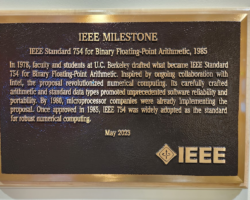 IEEE MILESTONE
IEEE Standard 754 for Binary Floating-Point Arithmetic, 1985
In 1978, faculty and students at U.C. Berkeley drafted what became IEEE Standard
754 for Binary Floating-Point Arithmetic. Inspired by ongoing collaboration with
Intel, the proposal revolutionized numerical computing. Its carefully crafted
arithmetic and standard data types promoted unprecedented software reliability and
portability. By 1980, microprocessor companies were already implementing the
proposal. Once approved in 1985, IEEE 754 was widely adopted as the standard
for robust numerical computing.
May 2023
IEEE